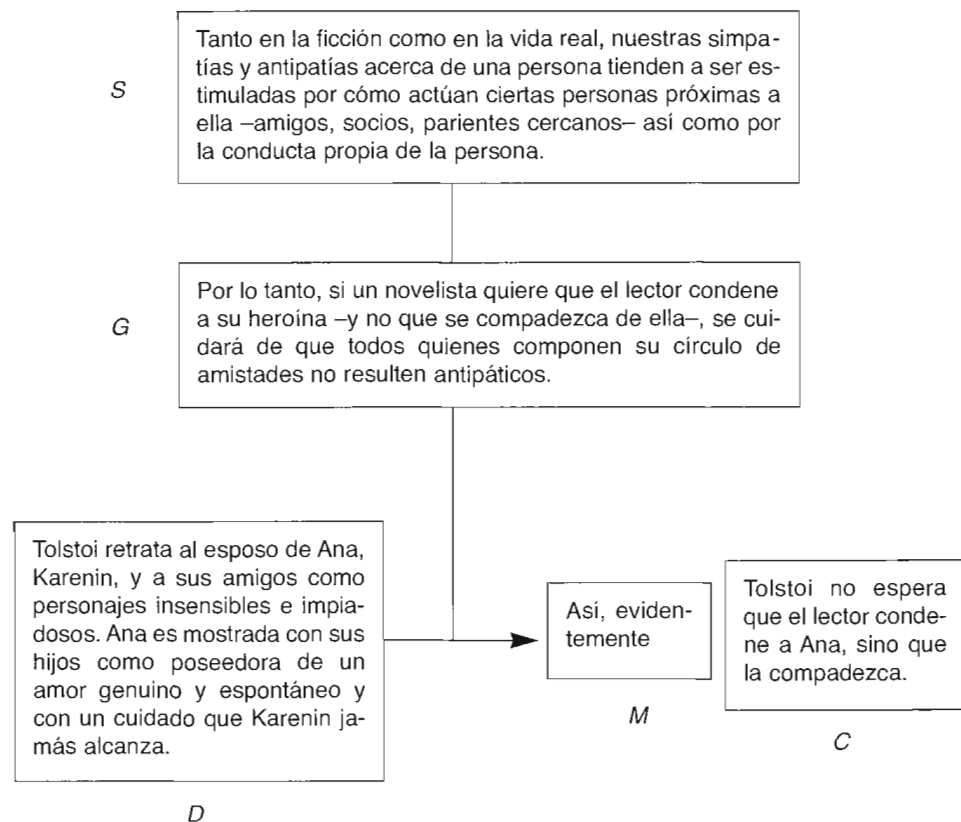 S
Tanto en la ficción como en la vida real, nuestras simpa-
tías y antipatías acerca de una persona tienden a ser es-
timuladas por cómo actúan ciertas personas próximas a
ella –amigos, socios, parientes cercanos– así como por
la conducta propia de la persona.
G
Por lo tanto, si un novelista quiere que el lector condene
a su heroína –y no que se compadezca de ella–, se cui-
dará de que todos quienes componen su círculo de
amistades no resulten antipáticos.
Tolstoi retrata al esposo de Ana,
Karenin, y a sus amigos como
personajes insensibles e impia-
dosos. Ana es mostrada con sus
hijos como poseedora de un
amor genuino y espontáneo y
con un cuidado que Karenin ja-
más alcanza.
D
Así, eviden-
temente
M
Tolstoi no espera
que el lector conde-
ne a Ana, sino que
la compadezca.
C